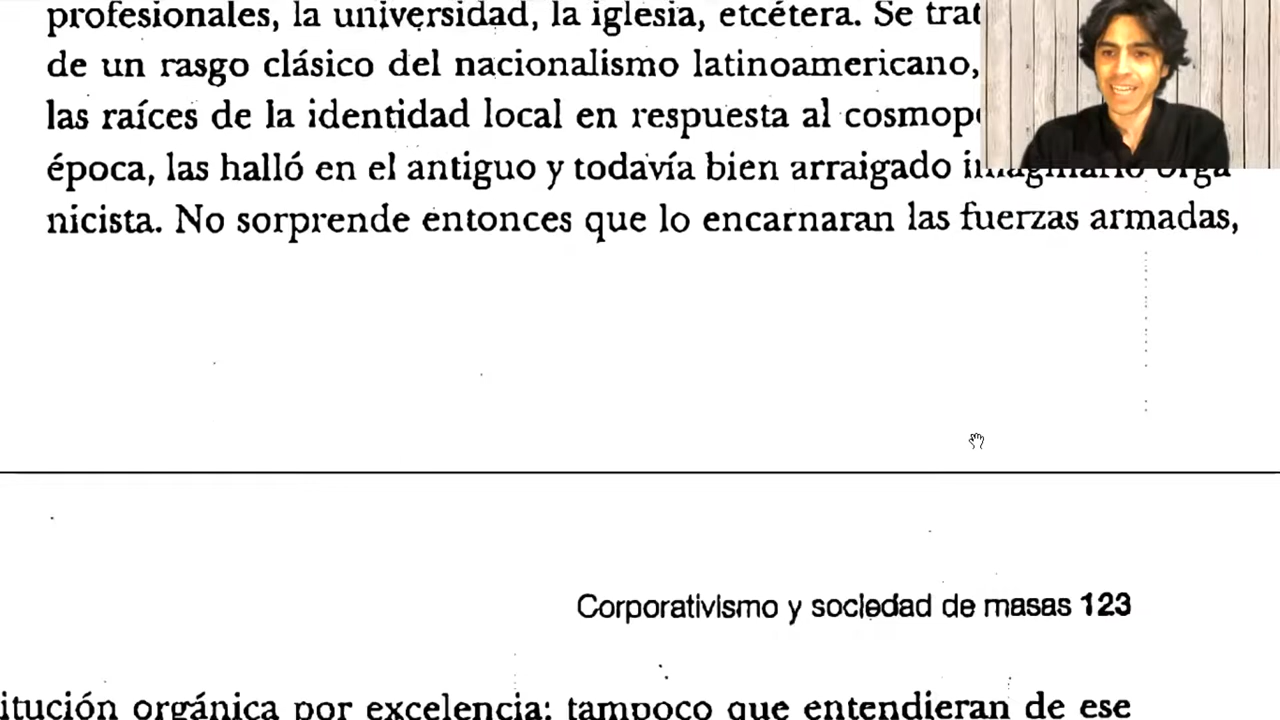 profesionales, la universidad, la iglesia, etcétera. Se trat
de un rasgo clásico del nacionalismo latinoamericano,
las raíces de la identidad local en respuesta al cosmop
época, las halló en el antiguo y todavía bien arraigado imaginario orga
nicista. No sorprende entonces que lo encarnaran las fuerzas armadas,
Corporativismo y sociedad de masas 123
itución orgánica por excelencia; tampoco que entendieran de ese